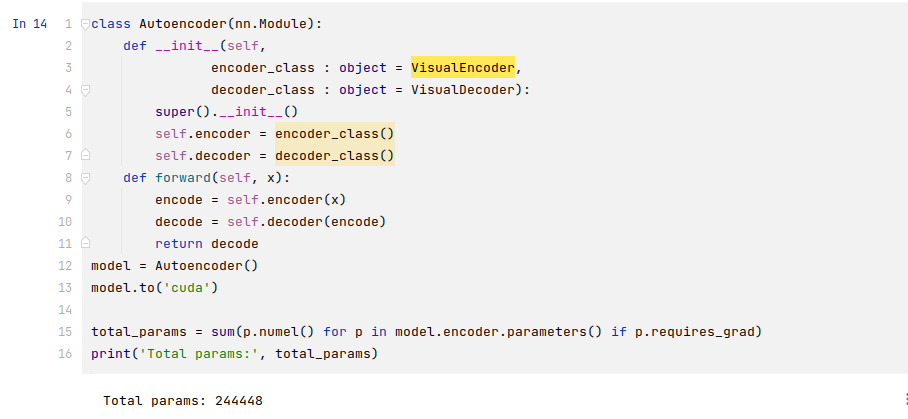 In 14 1 class Autoencoder(nn.Module):
2     def __init__(self,
3                encoder_class : object = VisualEncoder,
4                decoder_class : object = VisualDecoder):
5         super().__init__()
6         self.encoder = encoder_class()
7         self.decoder = decoder_class()
8     def forward(self, x):
9         encode = self.encoder(x)
10         decode = self.decoder(encode)
11         return decode
12 model = Autoencoder()
13 model.to('cuda')
14
15 total_params = sum(p.numel() for p in model.encoder.parameters() if p.requires_grad)
16 print('Total params:', total_params)
Total params: 244448